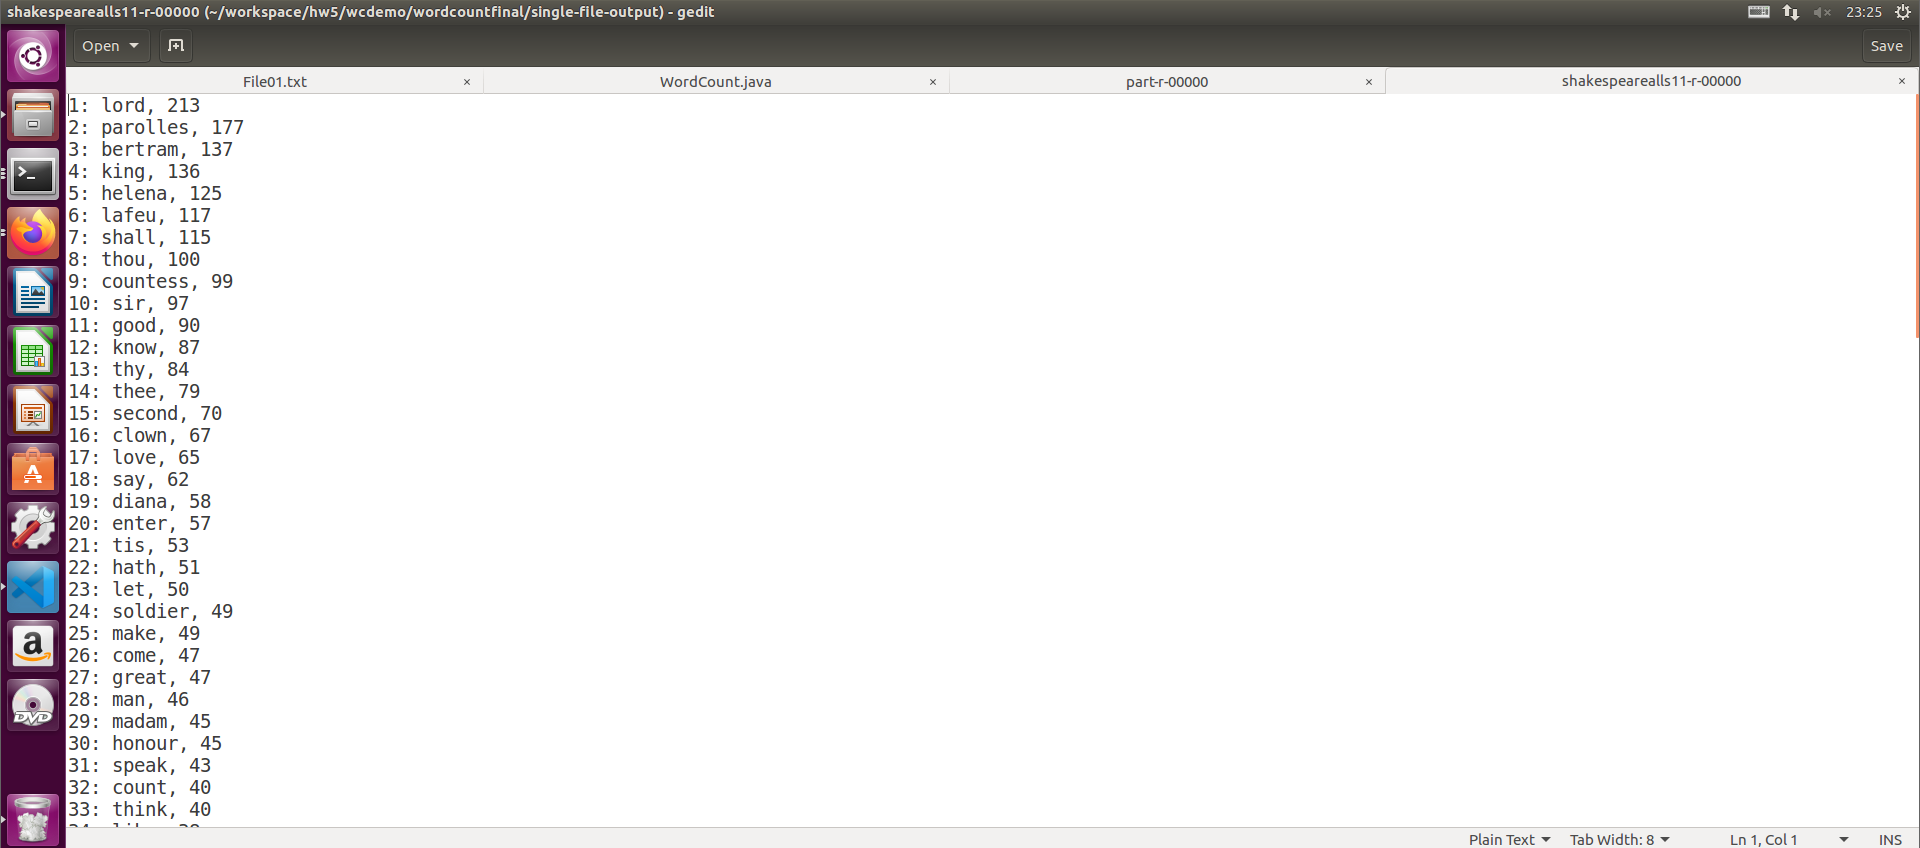 shakespearealls11-r-00000 (~/workspace/hw5/wcdemo/wordcountfinal/single-file-output) - gedit
23:25
Open
Save
File01.txt × WordCount.java × part-r-00000 × shakespearealls11-r-00000 ×
1: lord, 213
2: parolles, 177
3: bertram, 137
4: king, 136
5: helena, 125
6: lafeu, 117
7: shall, 115
8: thou, 100
9: countess, 99
10: sir, 97
11: good, 90
12: know, 87
13: thy, 84
14: thee, 79
15: second, 70
16: clown, 67
17: love, 65
18: say, 62
19: diana, 58
20: enter, 57
21: tis, 53
22: hath, 51
23: let, 50
24: soldier, 49
25: make, 49
26: come, 47
27: great, 47
28: man, 46
29: madam, 45
30: honour, 45
31: speak, 43
32: count, 40
33: think, 40
DVD
Plain Text Tab Width: 8 Ln 1, Col 1 INS